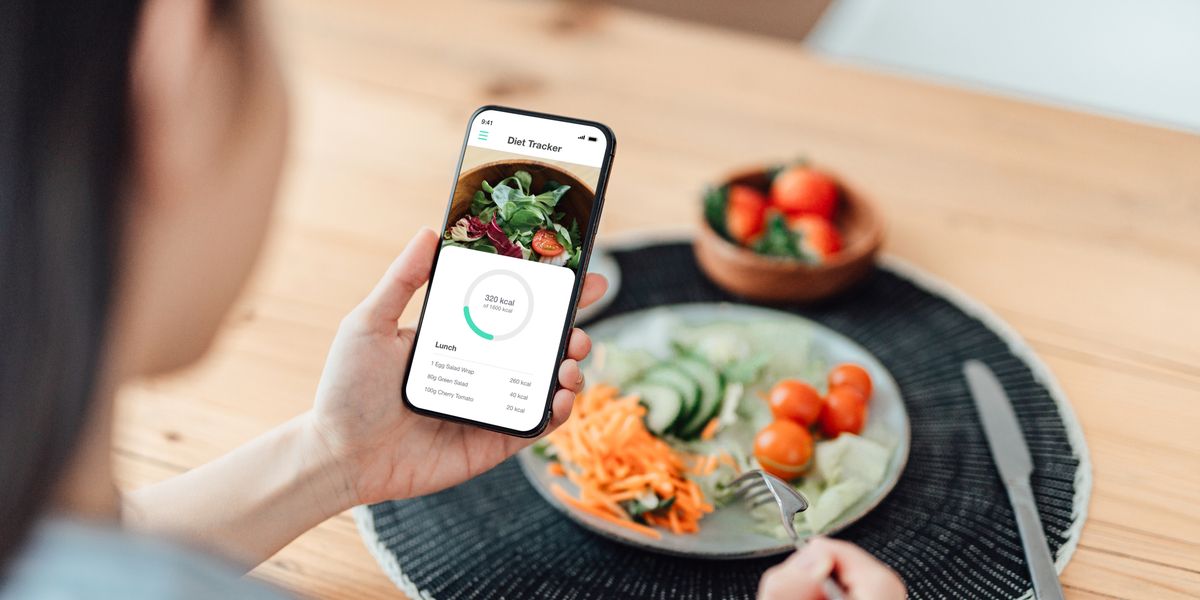 9:41
Diet Tracker
320 kcal
of 1600 kcal
Lunch
1 Egg Salad Wrap 260 kcal
80g Green Salad 40 kcal
100g Cherry Tomato 20 kcal